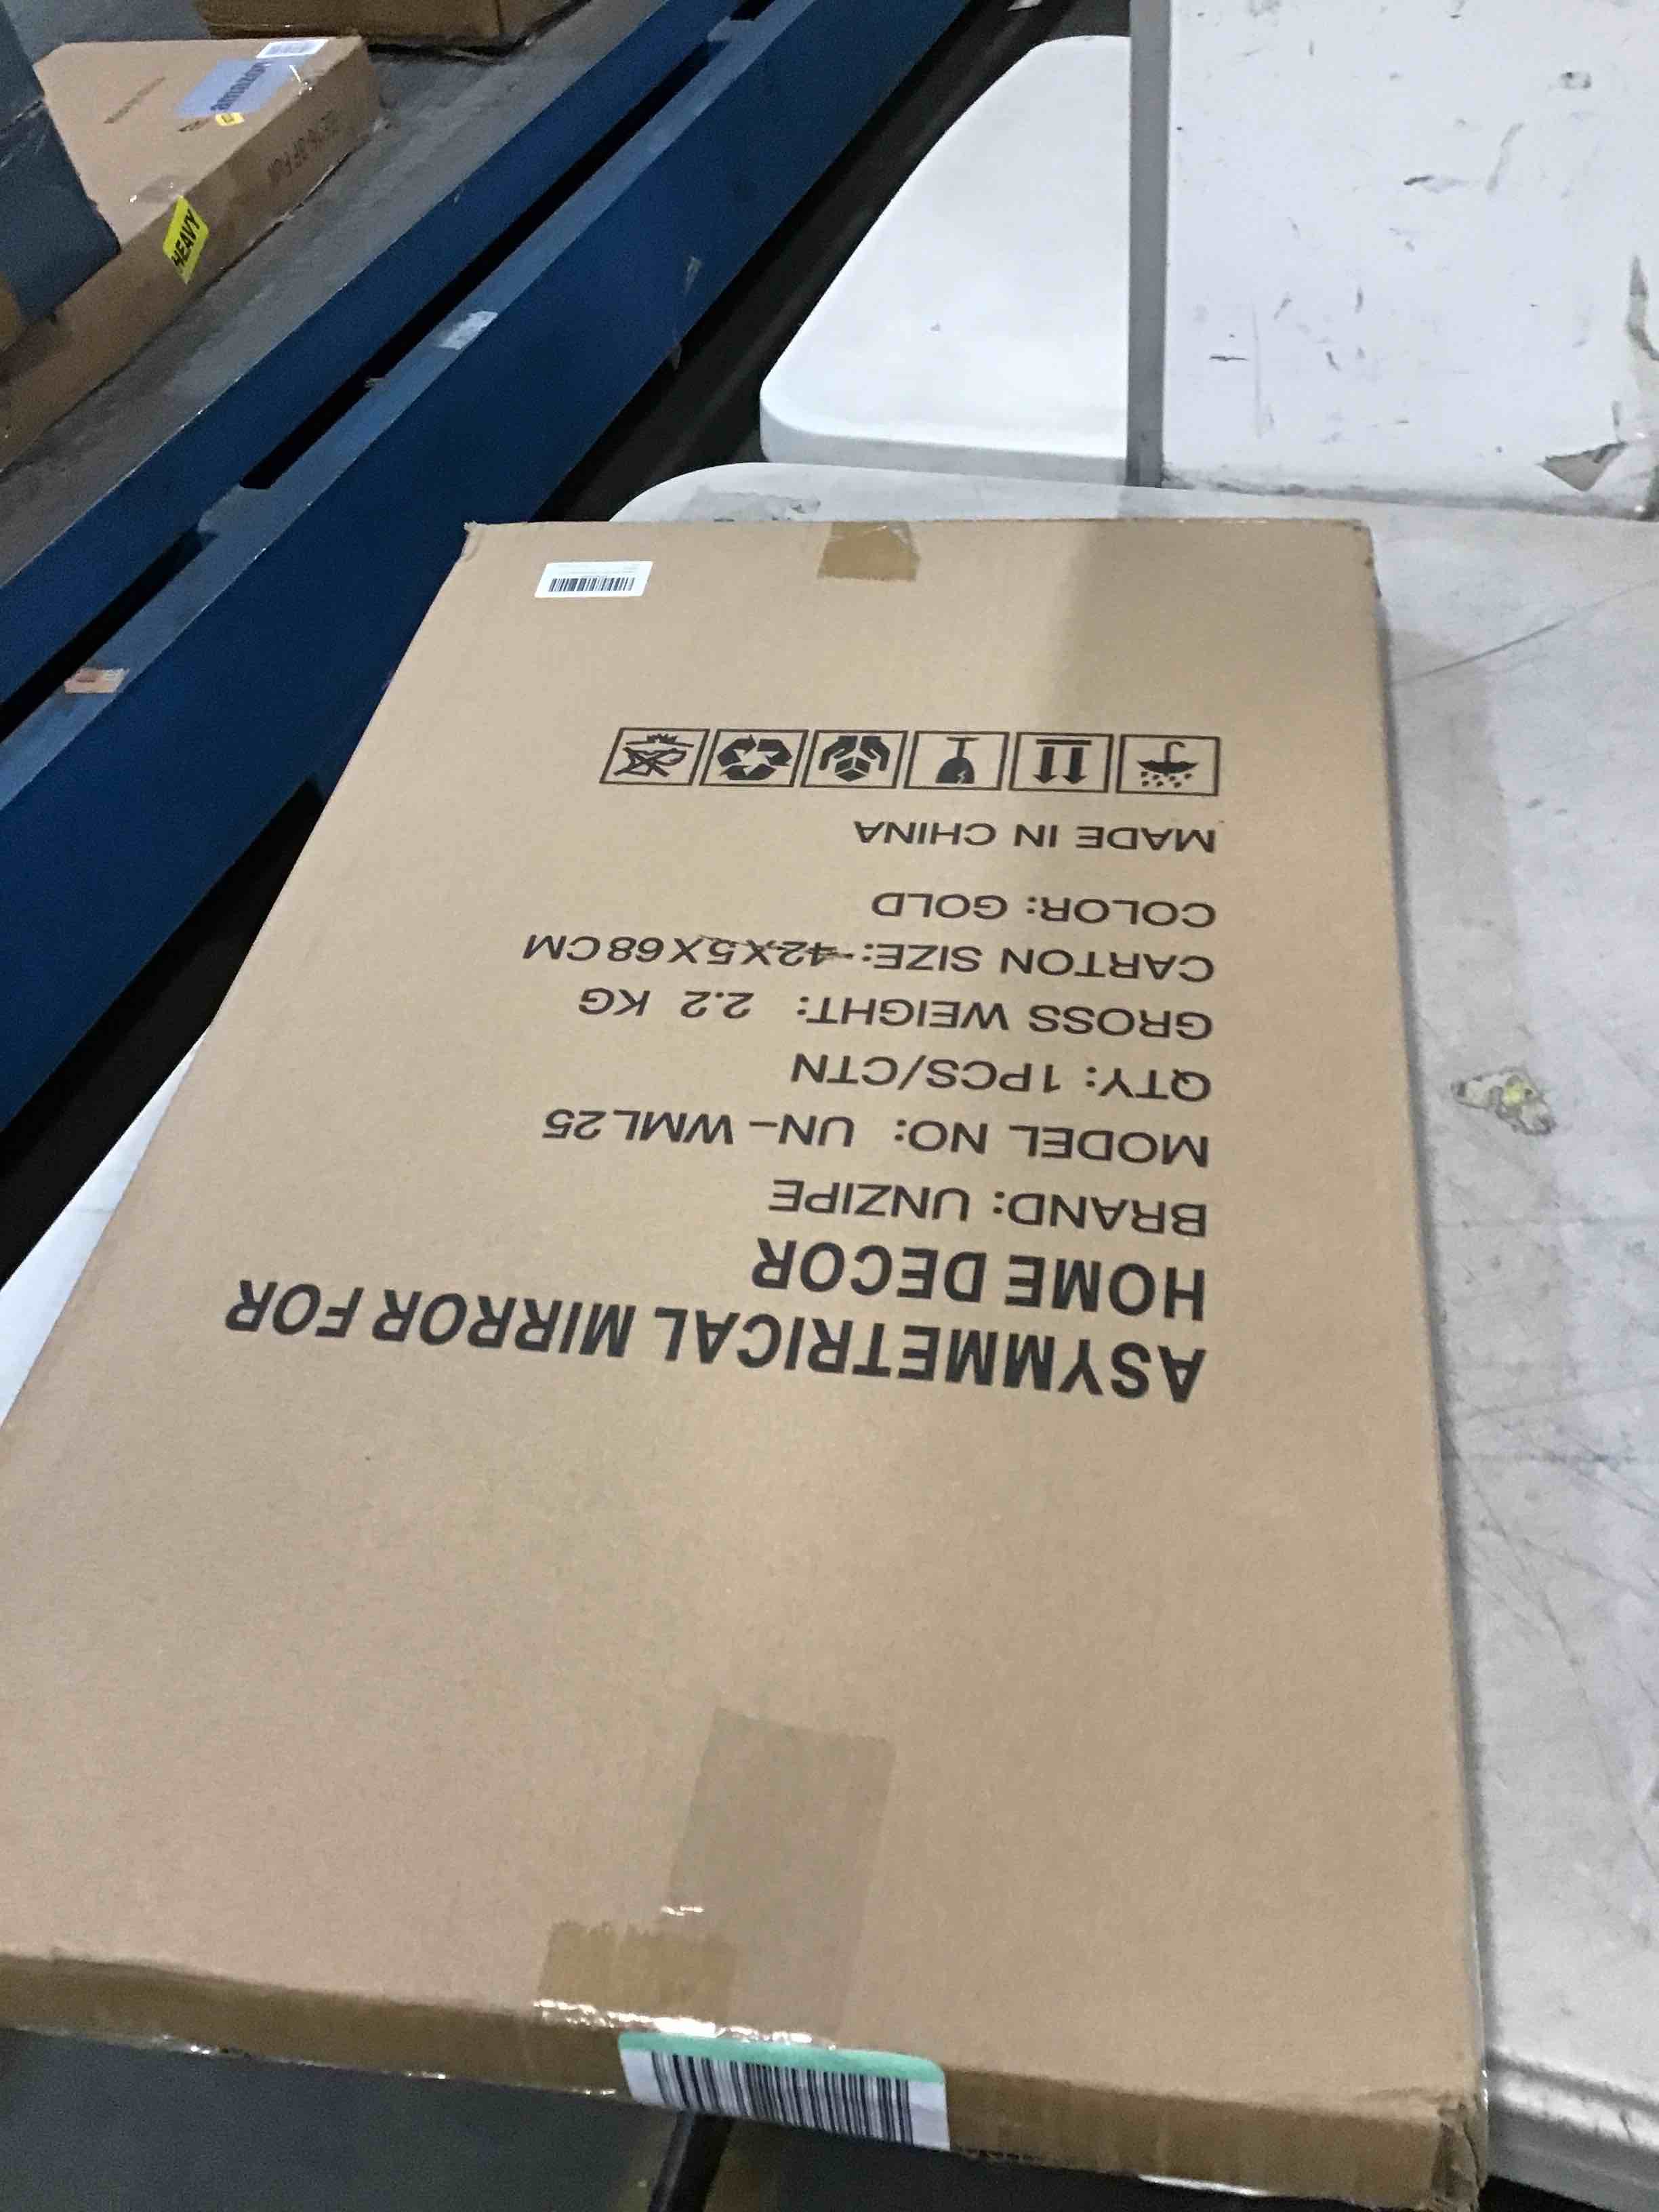 ASYMMETRICAL MIRROR FOR
HOME DECOR
BRAND: UNZIPE
MODEL NO: UN-WML25
QTY: 1PCS/CTN
GROSS WEIGHT: 2.2 KG
CARTON SIZE: 42X5X68CM
COLOR: GOLD
MADE IN CHINA
HEAVY
amazon